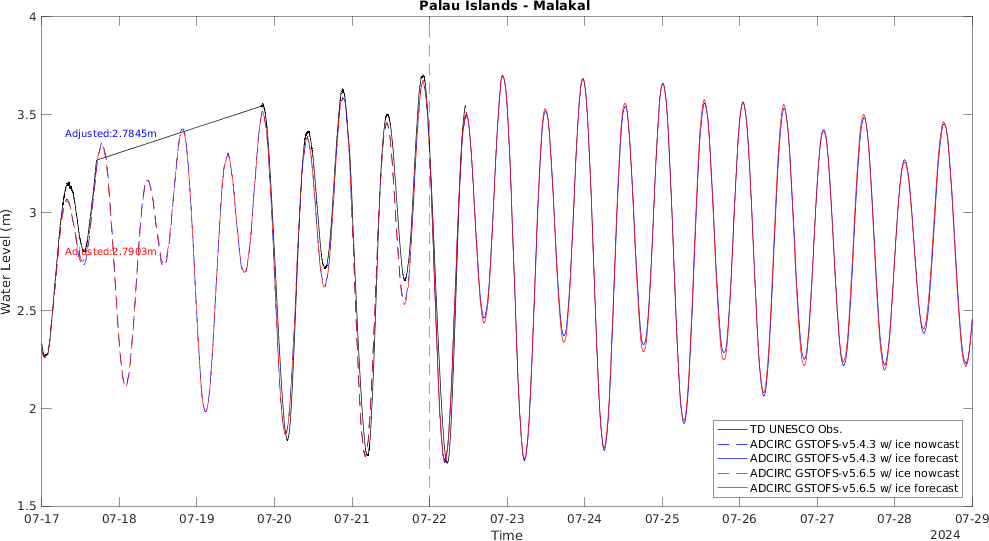 Palau Islands - Malakal
4
3.5
3
2.5
2
1.5
Water Level (m)
Adjusted:2.7845m
Adjusted:2.7903m
TD UNESCO Obs.
ADCIRC GSTOFS-v5.4.3 w/ ice nowcast
ADCIRC GSTOFS-v5.4.3 w/ ice forecast
ADCIRC GSTOFS-v5.6.5 w/ ice nowcast
ADCIRC GSTOFS-v5.6.5 w/ ice forecast
07-17 07-18 07-19 07-20 07-21 07-22 07-23 07-24 07-25 07-26 07-27 07-28 07-29
Time
2024